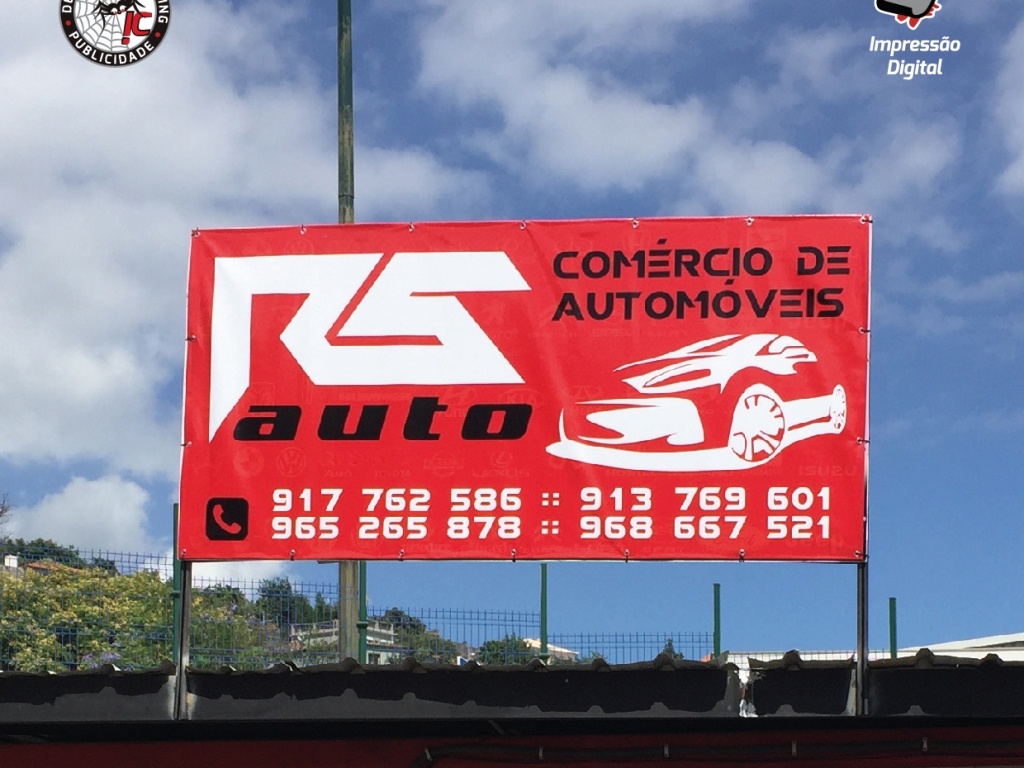 PUBLICIDADE
IC
Impressão
Digital
RS
auto
COMÉRCIO DE
AUTOMÓVEIS
917 762 586 :: 913 769 601
965 265 878 :: 968 667 521